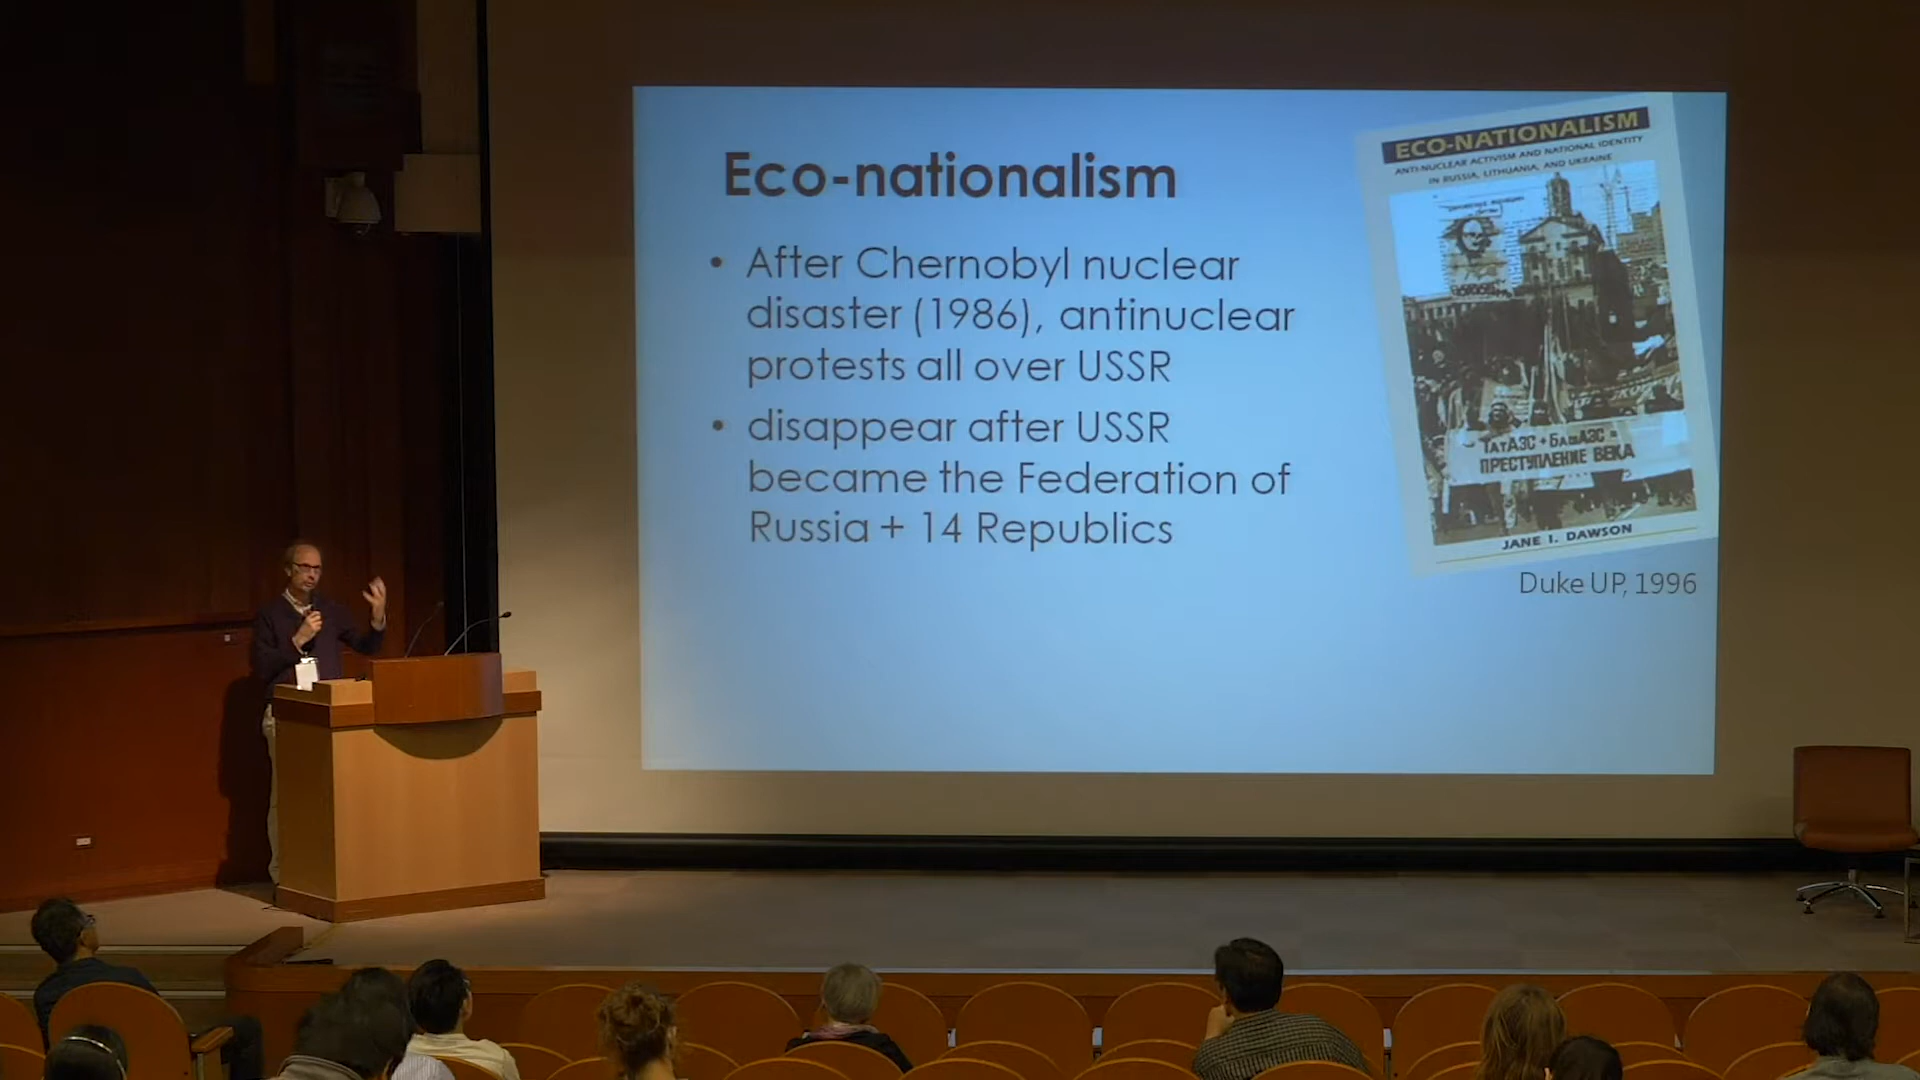 Eco-nationalism
• After Chernobyl nuclear
disaster (1986), antinuclear
protests all over USSR
• disappear after USSR
became the Federation of
Russia + 14 Republics
ECO-NATIONALISM
ANTI-NUCLEAR ACTIVISM AND NATIONAL IDENTITY
IN RUSSIA, LITHUANIA, AND UKRAINE
ТАТАЭС + БАШАЭС =
ПРЕСТУПЛЕНИЕ ВЕКА
JANE I. DAWSON
Duke UP, 1996